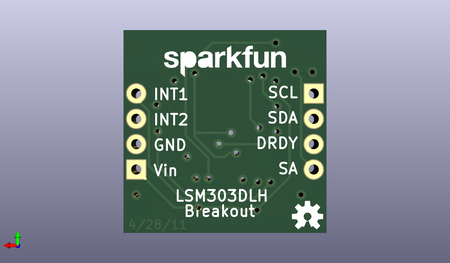 sparkfun
INT1 SCL
INT2 SDA
GND DRDY
Vin SA
LSM303DLH
Breakout
4/28/11